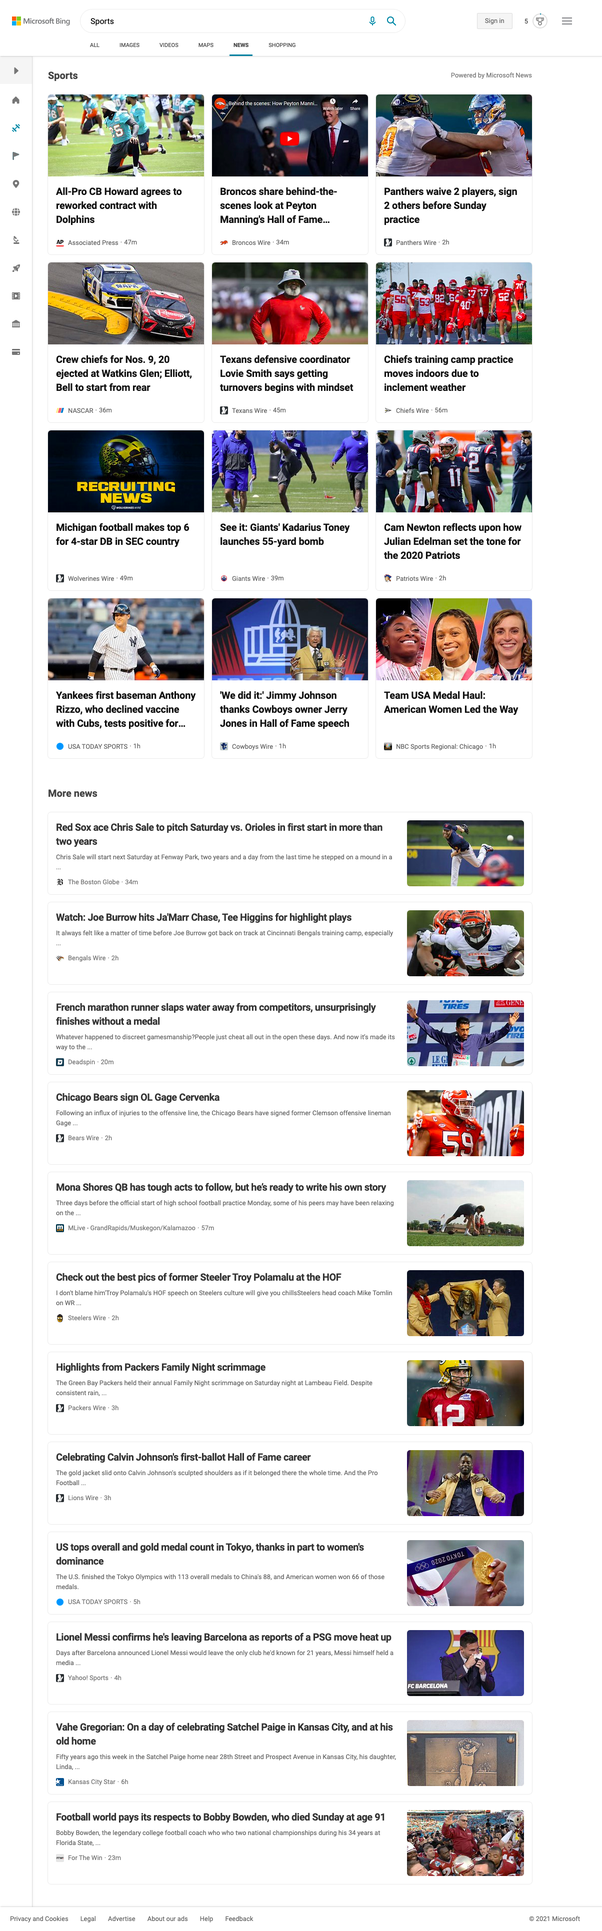 Microsoft Bing
Sports
Sign in
5
ALL
IMAGES
VIDEOS
MAPS
NEWS
SHOPPING
Sports
Powered by Microsoft News
Behind the scenes: How Peyton Manni...
Share
All-Pro CB Howard agrees to
reworked contract with
Dolphins
AP Associated Press · 47m
Broncos share behind-the-
scenes look at Peyton
Manning's Hall of Fame...
Broncos Wire · 34m
Panthers waive 2 players, sign
2 others before Sunday
practice
Panthers Wire · 2h
Crew chiefs for Nos. 9, 20
ejected at Watkins Glen; Elliott,
Bell to start from rear
NASCAR · 36m
Texans defensive coordinator
Lovie Smith says getting
turnovers begins with mindset
Texans Wire · 45m
Chiefs training camp practice
moves indoors due to
inclement weather
Chiefs Wire · 56m
RECRUITING
NEWS
Michigan football makes top 6
for 4-star DB in SEC country
Wolverines Wire · 49m
See it: Giants' Kadarius Toney
launches 55-yard bomb
Giants Wire · 39m
11
2
Cam Newton reflects upon how
Julian Edelman set the tone for
the 2020 Patriots
Patriots Wire · 2h
Yankees first baseman Anthony
Rizzo, who declined vaccine
with Cubs, tests positive for...
USA TODAY SPORTS · 1h
'We did it:' Jimmy Johnson
thanks Cowboys owner Jerry
Jones in Hall of Fame speech
Cowboys Wire · 1h
Team USA Medal Haul:
American Women Led the Way
NBC Sports Regional: Chicago · 1h
More news
Red Sox ace Chris Sale to pitch Saturday vs. Orioles in first start in more than
two years
Chris Sale will start next Saturday at Fenway Park, two years and a day from the last time he stepped on a mound in a
...
The Boston Globe · 34m
Watch: Joe Burrow hits Ja'Marr Chase, Tee Higgins for highlight plays
It always felt like a matter of time before Joe Burrow got back on track at Cincinnati Bengals training camp, especially
...
Bengals Wire · 2h
French marathon runner slaps water away from competitors, unsurprisingly
finishes without a medal
Whatever happened to discreet gamesmanship?People just cheat all out in the open these days. And now it's made its
way to the ...
Deadspin · 20m
Chicago Bears sign OL Gage Cervenka
Following an influx of injuries to the offensive line, the Chicago Bears have signed former Clemson offensive lineman
Gage ...
Bears Wire · 2h
59
Mona Shores QB has tough acts to follow, but he's ready to write his own story
Three days before the official start of high school football practice Monday, some of his peers may have been relaxing
on the ...
MLive - GrandRapids/Muskegon/Kalamazoo · 57m
Check out the best pics of former Steeler Troy Polamalu at the HOF
I don't blame him'Troy Polamalu's HOF speech on Steelers culture will give you chillsSteelers head coach Mike Tomlin
on WR ...
Steelers Wire · 2h
Highlights from Packers Family Night scrimmage
The Green Bay Packers held their annual Family Night scrimmage on Saturday night at Lambeau Field. Despite
consistent rain, ...
Packers Wire · 3h
12
Celebrating Calvin Johnson's first-ballot Hall of Fame career
The gold jacket slid onto Calvin Johnson's sculpted shoulders as if it belonged there the whole time. And the Pro
Football ...
Lions Wire · 3h
US tops overall and gold medal count in Tokyo, thanks in part to women's
dominance
The U.S. finished the Tokyo Olympics with 113 overall medals to China's 88, and American women won 66 of those
medals.
USA TODAY SPORTS · 5h
TOKYO 2020
Lionel Messi confirms he's leaving Barcelona as reports of a PSG move heat up
Days after Barcelona announced Lionel Messi would leave the only club he'd known for 21 years, Messi himself held a
media ...
Yahoo! Sports · 4h
FC BARCELONA
Vahe Gregorian: On a day of celebrating Satchel Paige in Kansas City, and at his
old home
Fifty years ago this week in the Satchel Paige home near 28th Street and Prospect Avenue in Kansas City, his daughter,
Linda, ...
Kansas City Star · 6h
Football world pays its respects to Bobby Bowden, who died Sunday at age 91
Bobby Bowden, the legendary college football coach who who two national championships during his 34 years at
Florida State, ...
For The Win · 23m
Privacy and Cookies
Legal
Advertise
About our ads
Help
Feedback
© 2021 Microsoft